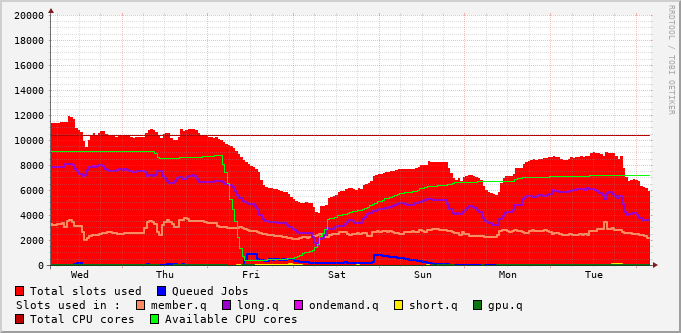 20000
18000
16000
14000
12000
10000
8000
6000
4000
2000
0
Wed Thu Fri Sat Sun Mon Tue
RRDTOOL / TOBI OETIKER
Total slots used Queued Jobs
Slots used in : member.q long.q ondemand.q short.q gpu.q
Total CPU cores Available CPU cores